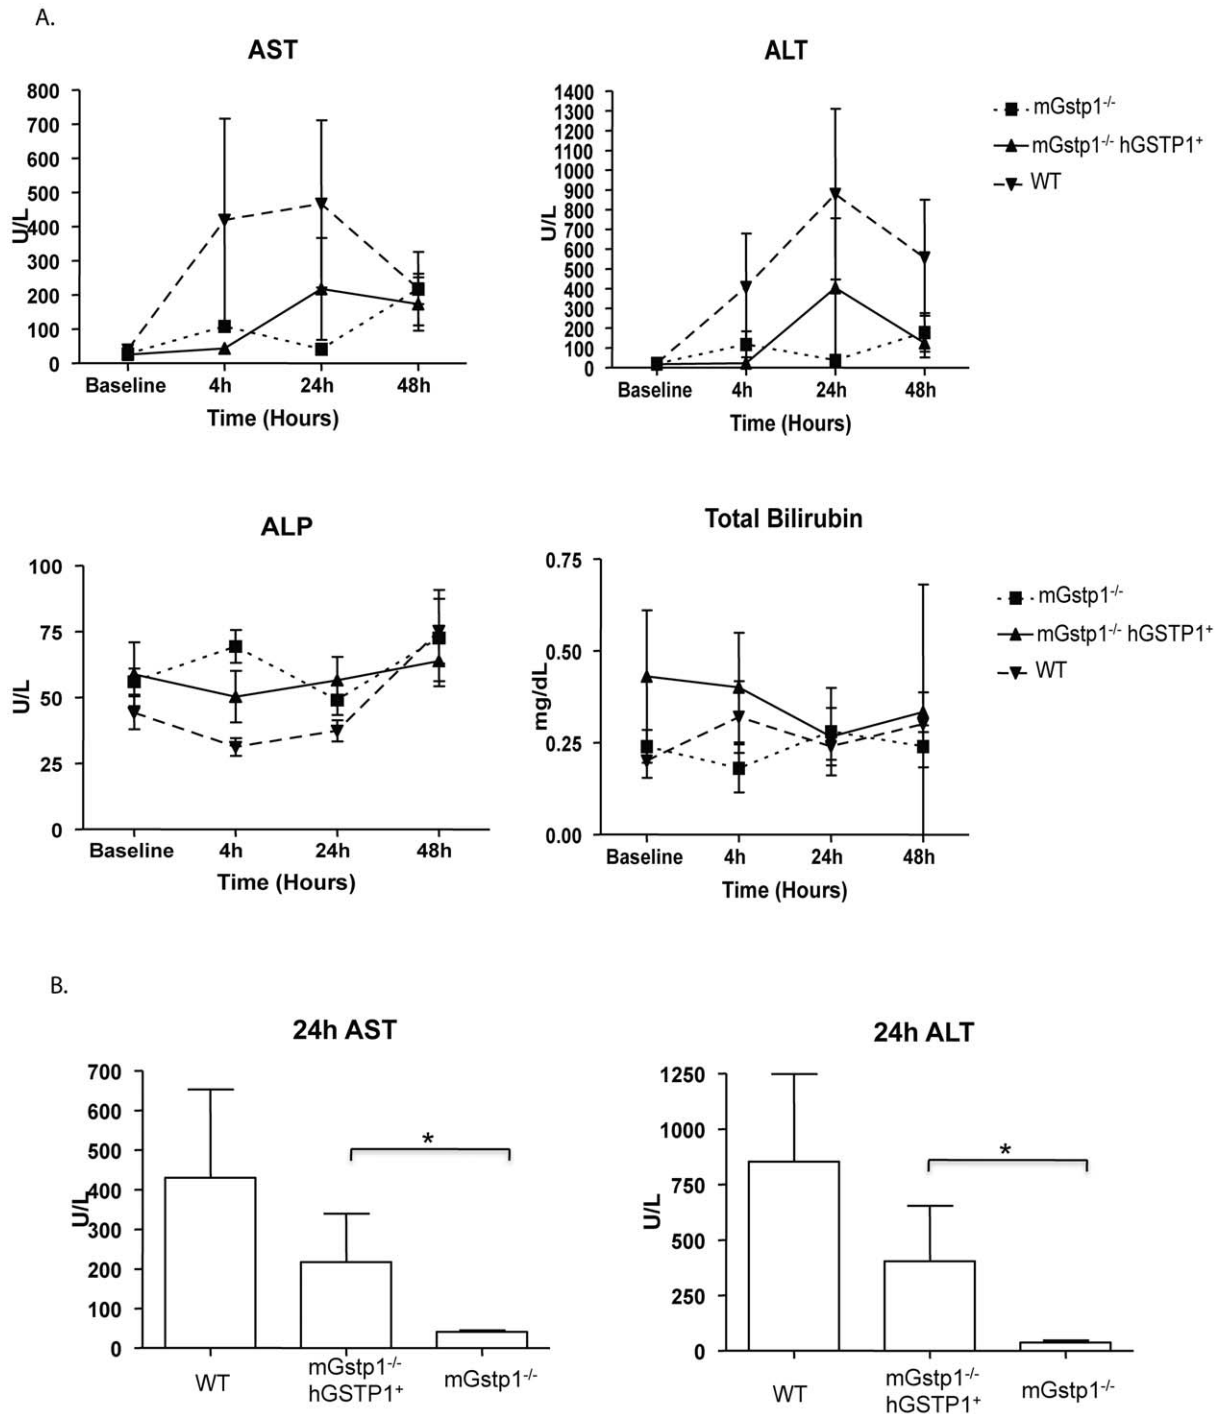 A.
AST
800
700
600
500
400
300
200
100
0
U/L
Baseline 4h 24h 48h
Time (Hours)
ALT
1400
1300
1200
1100
1000
900
800
700
600
500
400
300
200
100
0
U/L
Baseline 4h 24h 48h
Time (Hours)
mGstp1-/-
mGstp1-/- hGSTP1+
WT
ALP
100
75
50
25
0
U/L
Baseline 4h 24h 48h
Time (Hours)
Total Bilirubin
0.75
0.50
0.25
0.00
mg/dL
Baseline 4h 24h 48h
Time (Hours)
mGstp1-/-
mGstp1-/- hGSTP1+
WT
B.
24h AST
700
600
500
400
300
200
100
0
U/L
*
WT
mGstp1-/-
hGSTP1+
mGstp1-/-
24h ALT
1250
1000
750
500
250
0
U/L
*
WT
mGstp1-/-
hGSTP1+
mGstp1-/-